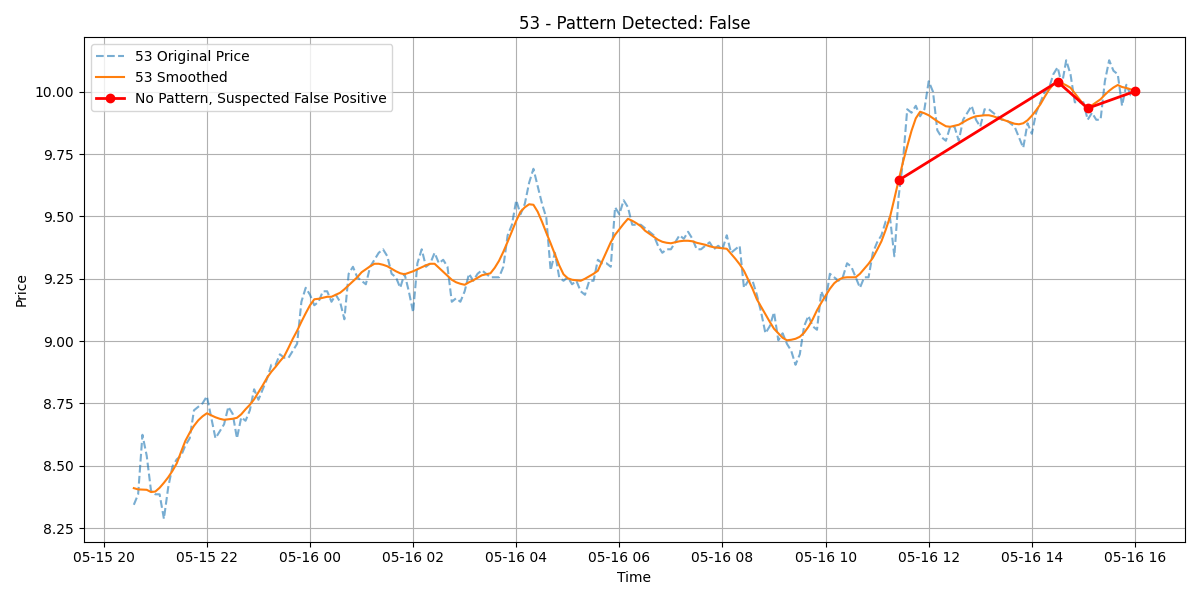 53 - Pattern Detected: False
53 Original Price
53 Smoothed
No Pattern, Suspected False Positive
Price
10.00
9.75
9.50
9.25
9.00
8.75
8.50
8.25
05-15 20 05-15 22 05-16 00 05-16 02 05-16 04 05-16 06 05-16 08 05-16 10 05-16 12 05-16 14 05-16 16
Time